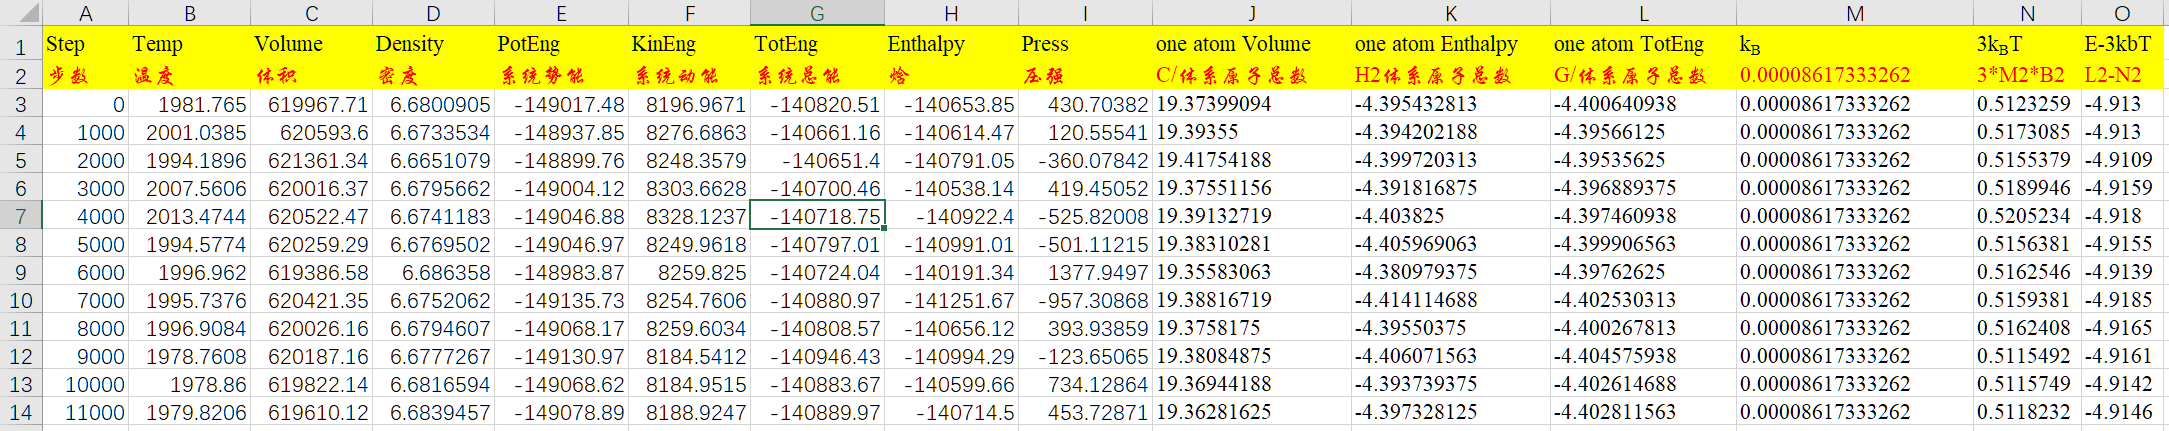 A B C D E F G H I J K L M N O
1 Step Temp Volume Density PotEng KinEng TotEng Enthalpy Press one atom Volume one atom Enthalpy one atom TotEng kB 3kBT E-3kbT
2 步数 温度 体积 密度 系统势能 系统动能 系统总能 焓 压强 C/体系原子总数 H2体系原子总数 G/体系原子总数 0.00008617333262 3*M2*B2 L2-N2
3 0 1981.765 619967.71 6.6800905 -149017.48 8196.9671 -140820.51 -140653.85 430.70382 19.37399094 -4.395432813 -4.400640938 0.00008617333262 0.5123259 -4.913
4 1000 2001.0385 620593.6 6.6733534 -148937.85 8276.6863 -140661.16 -140614.47 120.55541 19.39355 -4.394202188 -4.39566125 0.00008617333262 0.5173085 -4.913
5 2000 1994.1896 621361.34 6.6651079 -148899.76 8248.3579 -140651.4 -140791.05 -360.07842 19.41754188 -4.399720313 -4.39535625 0.00008617333262 0.5155379 -4.9109
6 3000 2007.5606 620016.37 6.6795662 -149004.12 8303.6628 -140700.46 -140538.14 419.45052 19.37551156 -4.391816875 -4.396889375 0.00008617333262 0.5189946 -4.9159
7 4000 2013.4744 620522.47 6.6741183 -149046.88 8328.1237 -140718.75 -140922.4 -525.82008 19.39132719 -4.403825 -4.397460938 0.00008617333262 0.5205234 -4.918
8 5000 1994.5774 620259.29 6.6769502 -149046.97 8249.9618 -140797.01 -140991.01 -501.11215 19.38310281 -4.405969063 -4.399906563 0.00008617333262 0.5156381 -4.9155
9 6000 1996.962 619386.58 6.686358 -148983.87 8259.825 -140724.04 -140191.34 1377.9497 19.35583063 -4.380979375 -4.39762625 0.00008617333262 0.5162546 -4.9139
10 7000 1995.7376 620421.35 6.6752062 -149135.73 8254.7606 -140880.97 -141251.67 -957.30868 19.38816719 -4.414114688 -4.402530313 0.00008617333262 0.5159381 -4.9185
11 8000 1996.9084 620026.16 6.6794607 -149068.17 8259.6034 -140808.57 -140656.12 393.93859 19.3758175 -4.39550375 -4.400267813 0.00008617333262 0.5162408 -4.9165
12 9000 1978.7608 620187.16 6.6777267 -149130.97 8184.5412 -140946.43 -140994.29 -123.65065 19.38084875 -4.406071563 -4.404575938 0.00008617333262 0.5115492 -4.9161
13 10000 1978.86 619822.14 6.6816594 -149068.62 8184.9515 -140883.67 -140599.66 734.12864 19.36944188 -4.393739375 -4.402614688 0.00008617333262 0.5115749 -4.9142
14 11000 1979.8206 619610.12 6.6839457 -149078.89 8188.9247 -140889.97 -140714.5 453.72871 19.36281625 -4.397328125 -4.402811563 0.00008617333262 0.5118232 -4.9146